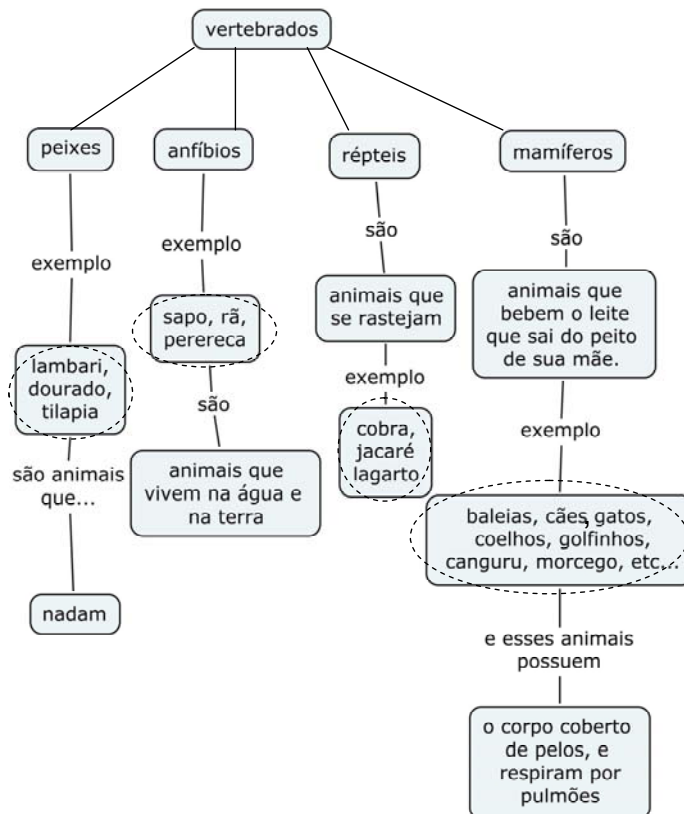 vertebrados
peixes
exemplo
lambari,
dourado,
tilapia
são animais
que...
nadam
anfíbios
exemplo
sapo, rã,
perereca
são
animais que
vivem na água e
na terra
répteis
são
animais que
se rastejam
exemplo
cobra,
jacaré
lagarto
mamíferos
são
animais que
bebem o leite
que sai do peito
de sua mãe.
exemplo
baleias, cães, gatos,
coelhos, golfinhos,
canguru, morcego, etc...
e esses animais
possuem
o corpo coberto
de pelos, e
respiram por
pulmões